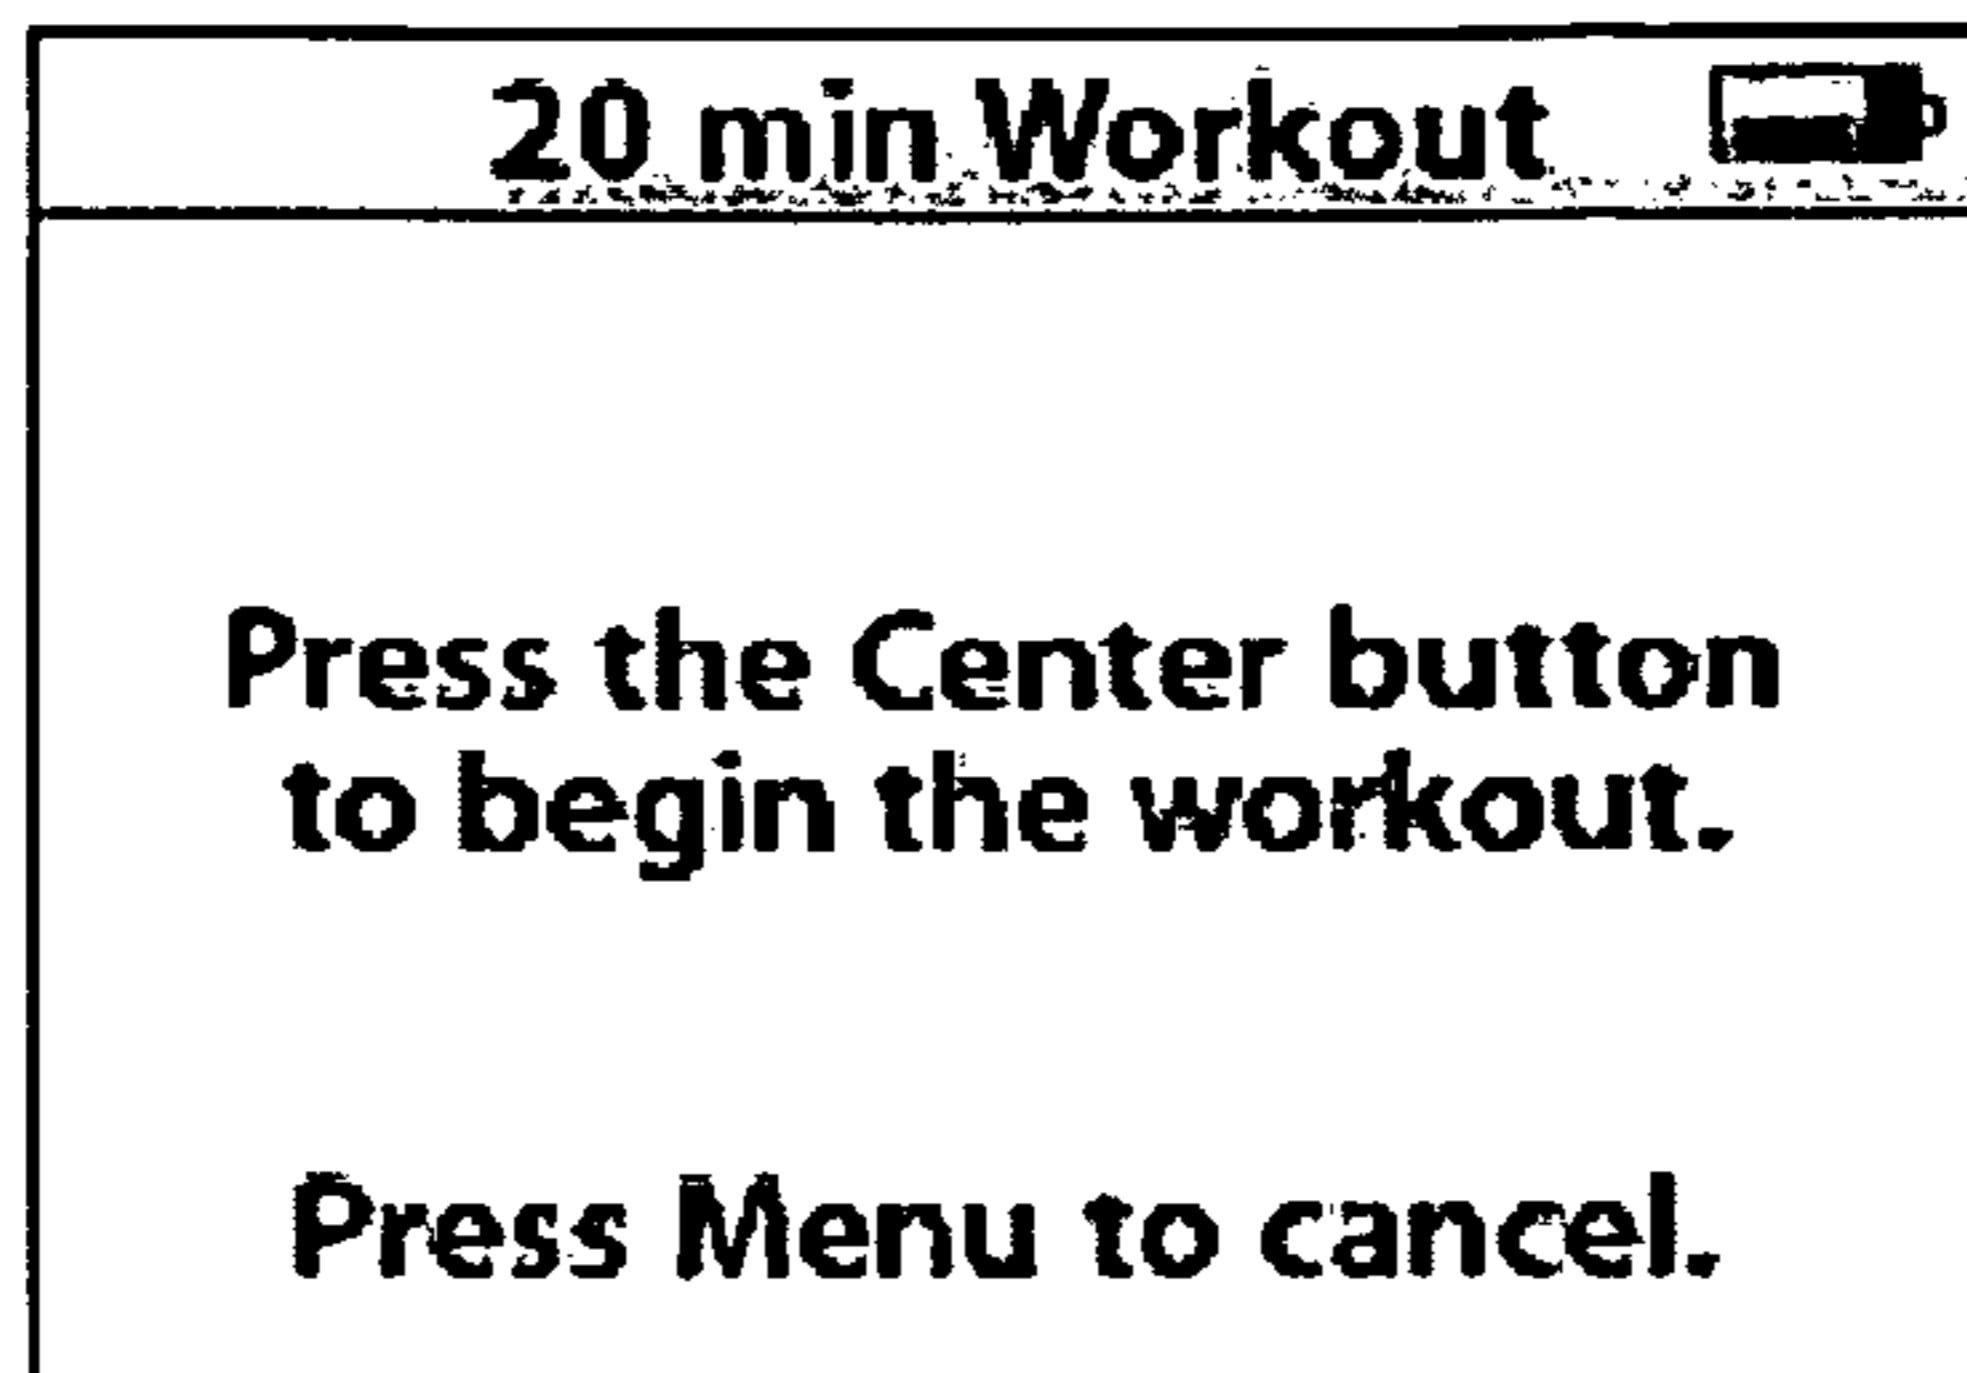 20 min Workout
Press the Center button
to begin the workout.
Press Menu to cancel.